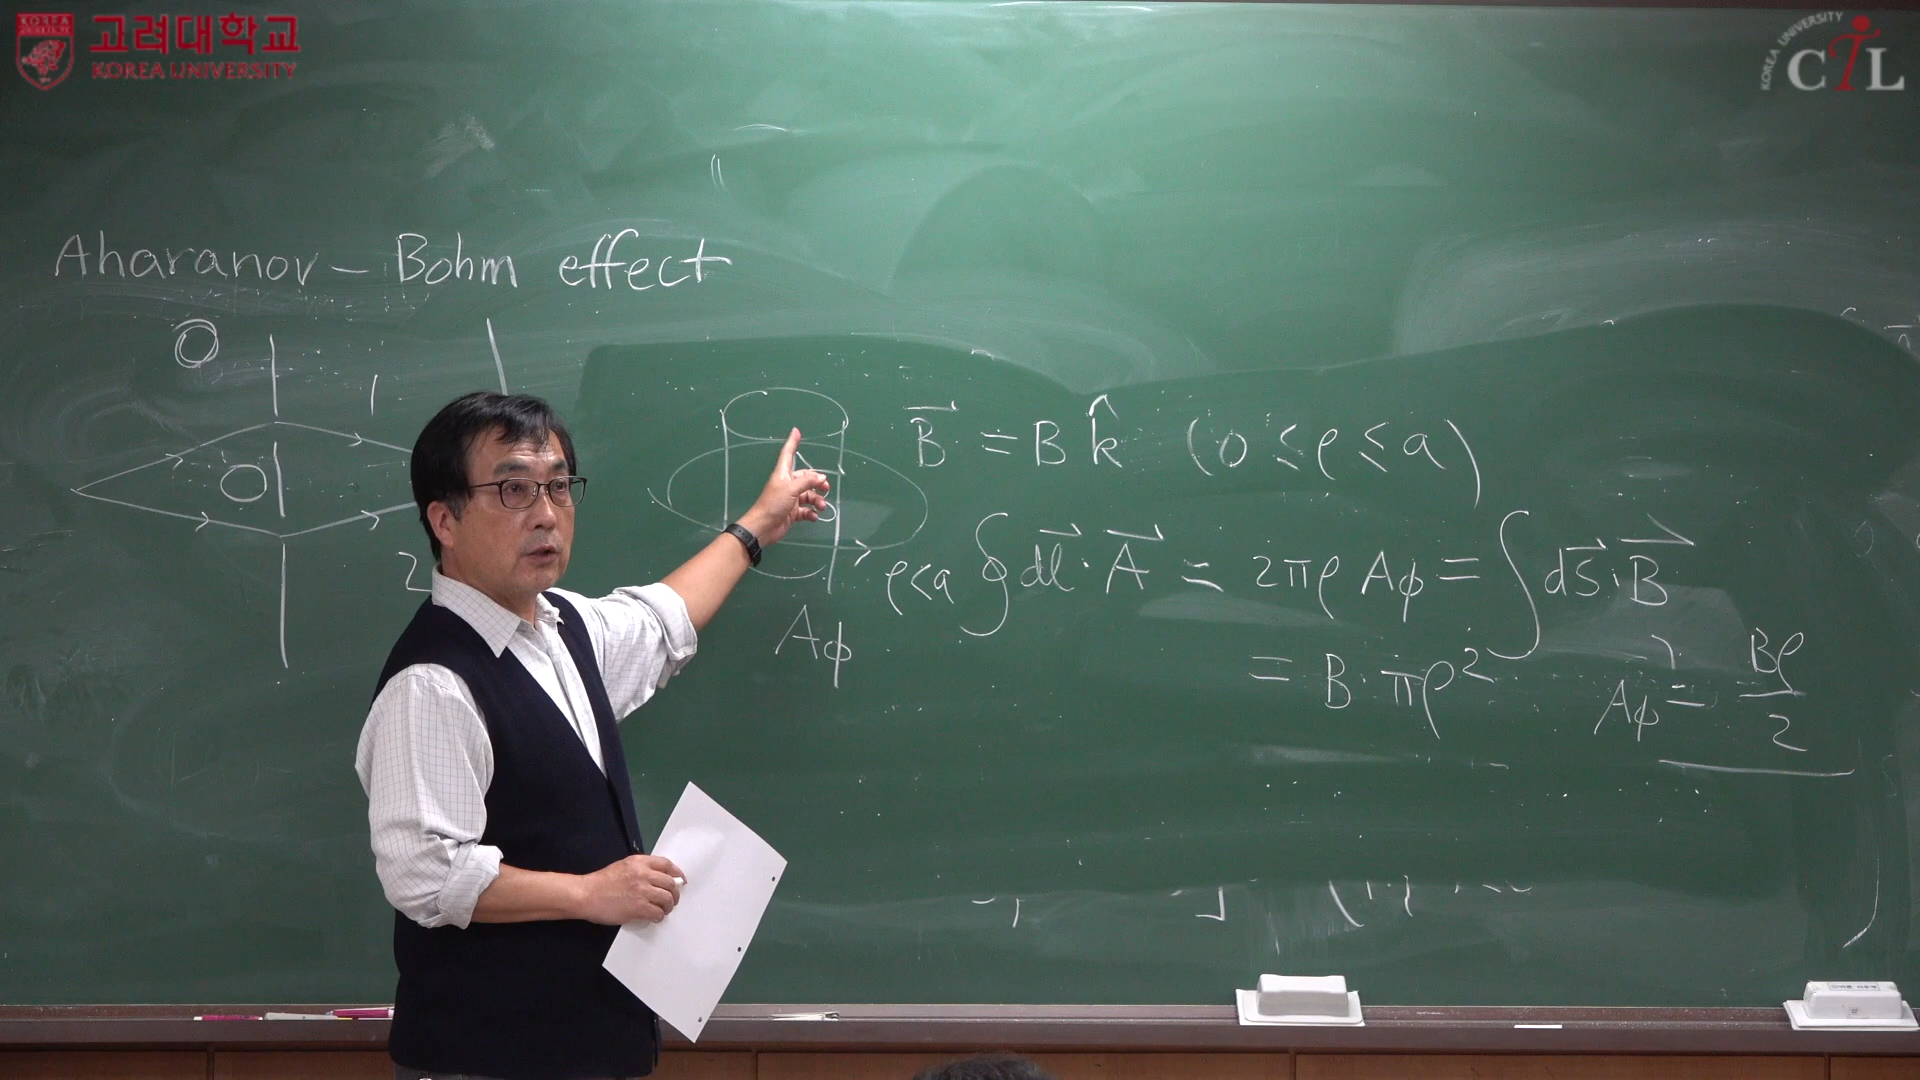 고려대학교
KOREA UNIVERSITY
KOREA UNIVERSITY
CTL
Aharanov - Bohm effect
1
2
B⃗ = B k̂ (0 ≤ ρ ≤ a)
ρ<a ∮ dl⃗ · A⃗ = 2πρ Aφ = ∫ ds⃗ · B⃗
= B · πρ²
Aφ = Bρ/2
Aφ